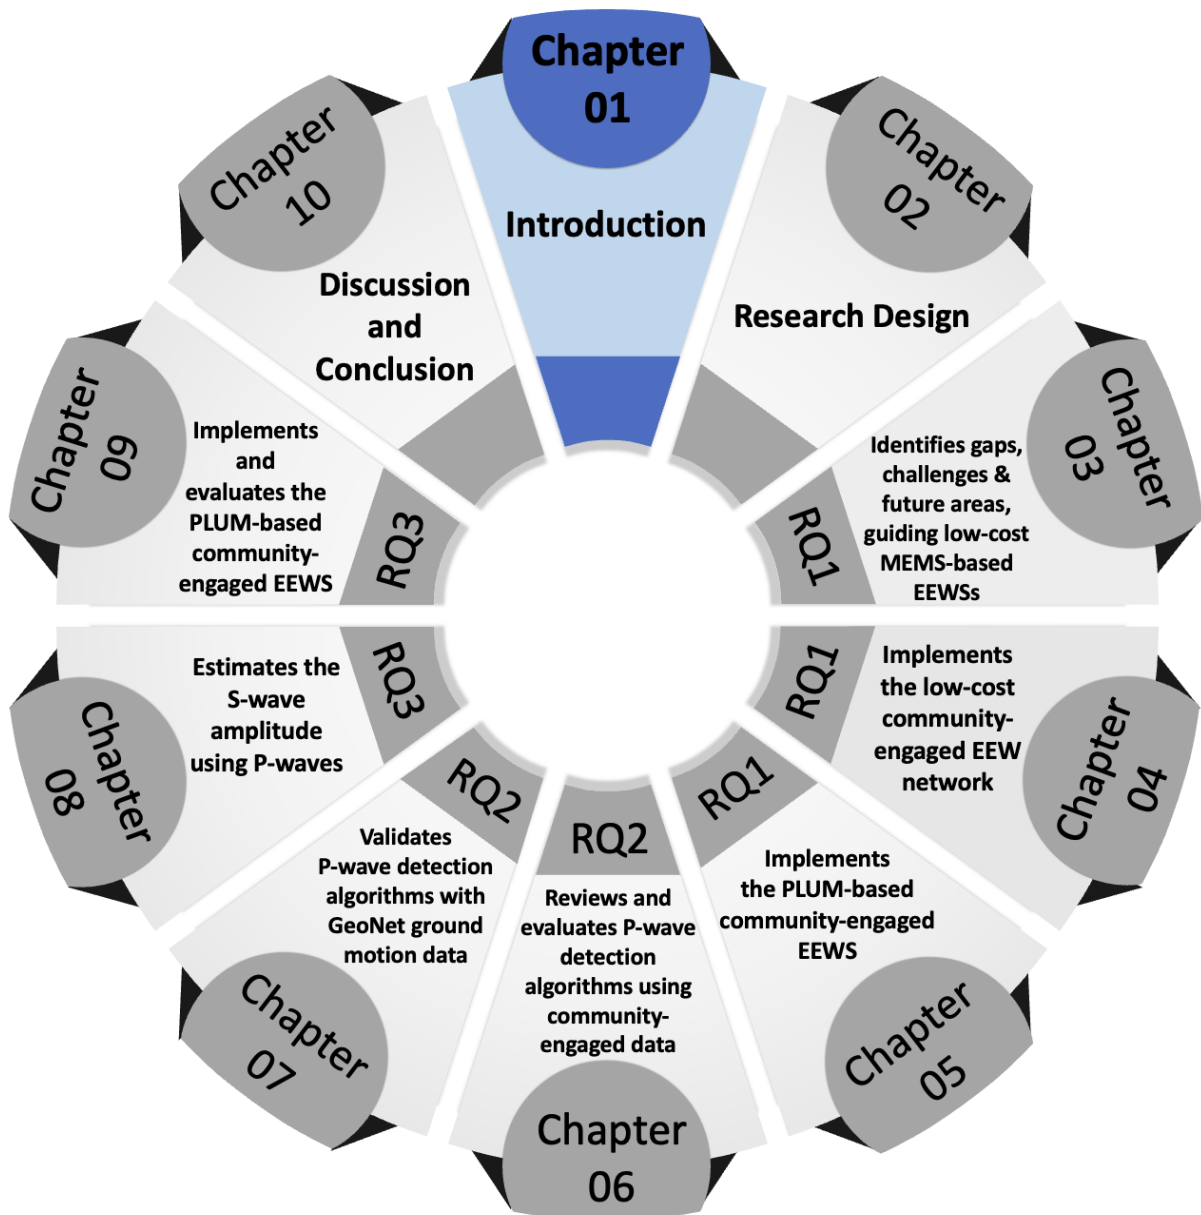 Chapter
01
Introduction
Chapter
02
Research Design
Chapter
03
Identifies gaps,
challenges &
future areas,
guiding low-cost
MEMS-based
EEWSs
RQ1
Chapter
04
Implements
the low-cost
community-
engaged EEW
network
RQ1
Chapter
05
Implements
the PLUM-based
community-engaged
EEWS
RQ1
Chapter
06
Reviews and
evaluates P-wave
detection
algorithms using
community-
engaged data
RQ2
Chapter
07
Validates
P-wave detection
algorithms with
GeoNet ground
motion data
RQ2
Chapter
08
Estimates the
S-wave
amplitude
using P-waves
RQ3
Chapter
09
Implements
and
evaluates the
PLUM-based
community-
engaged EEWS
RQ3
Chapter
10
Discussion
and
Conclusion